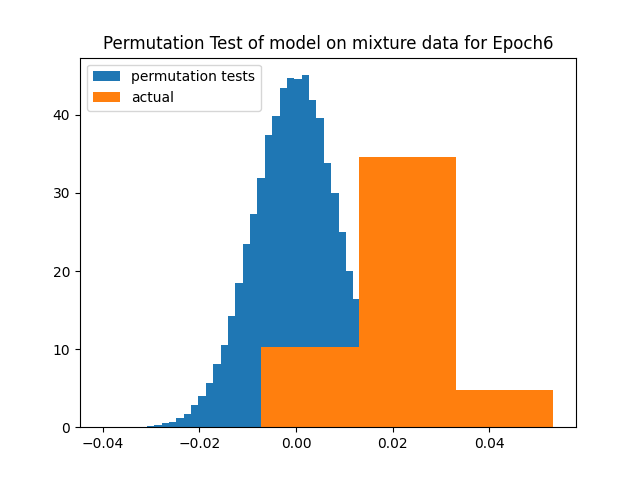 Permutation Test of model on mixture data for Epoch6
permutation tests
actual
40
30
20
10
0
−0.04 −0.02 0.00 0.02 0.04